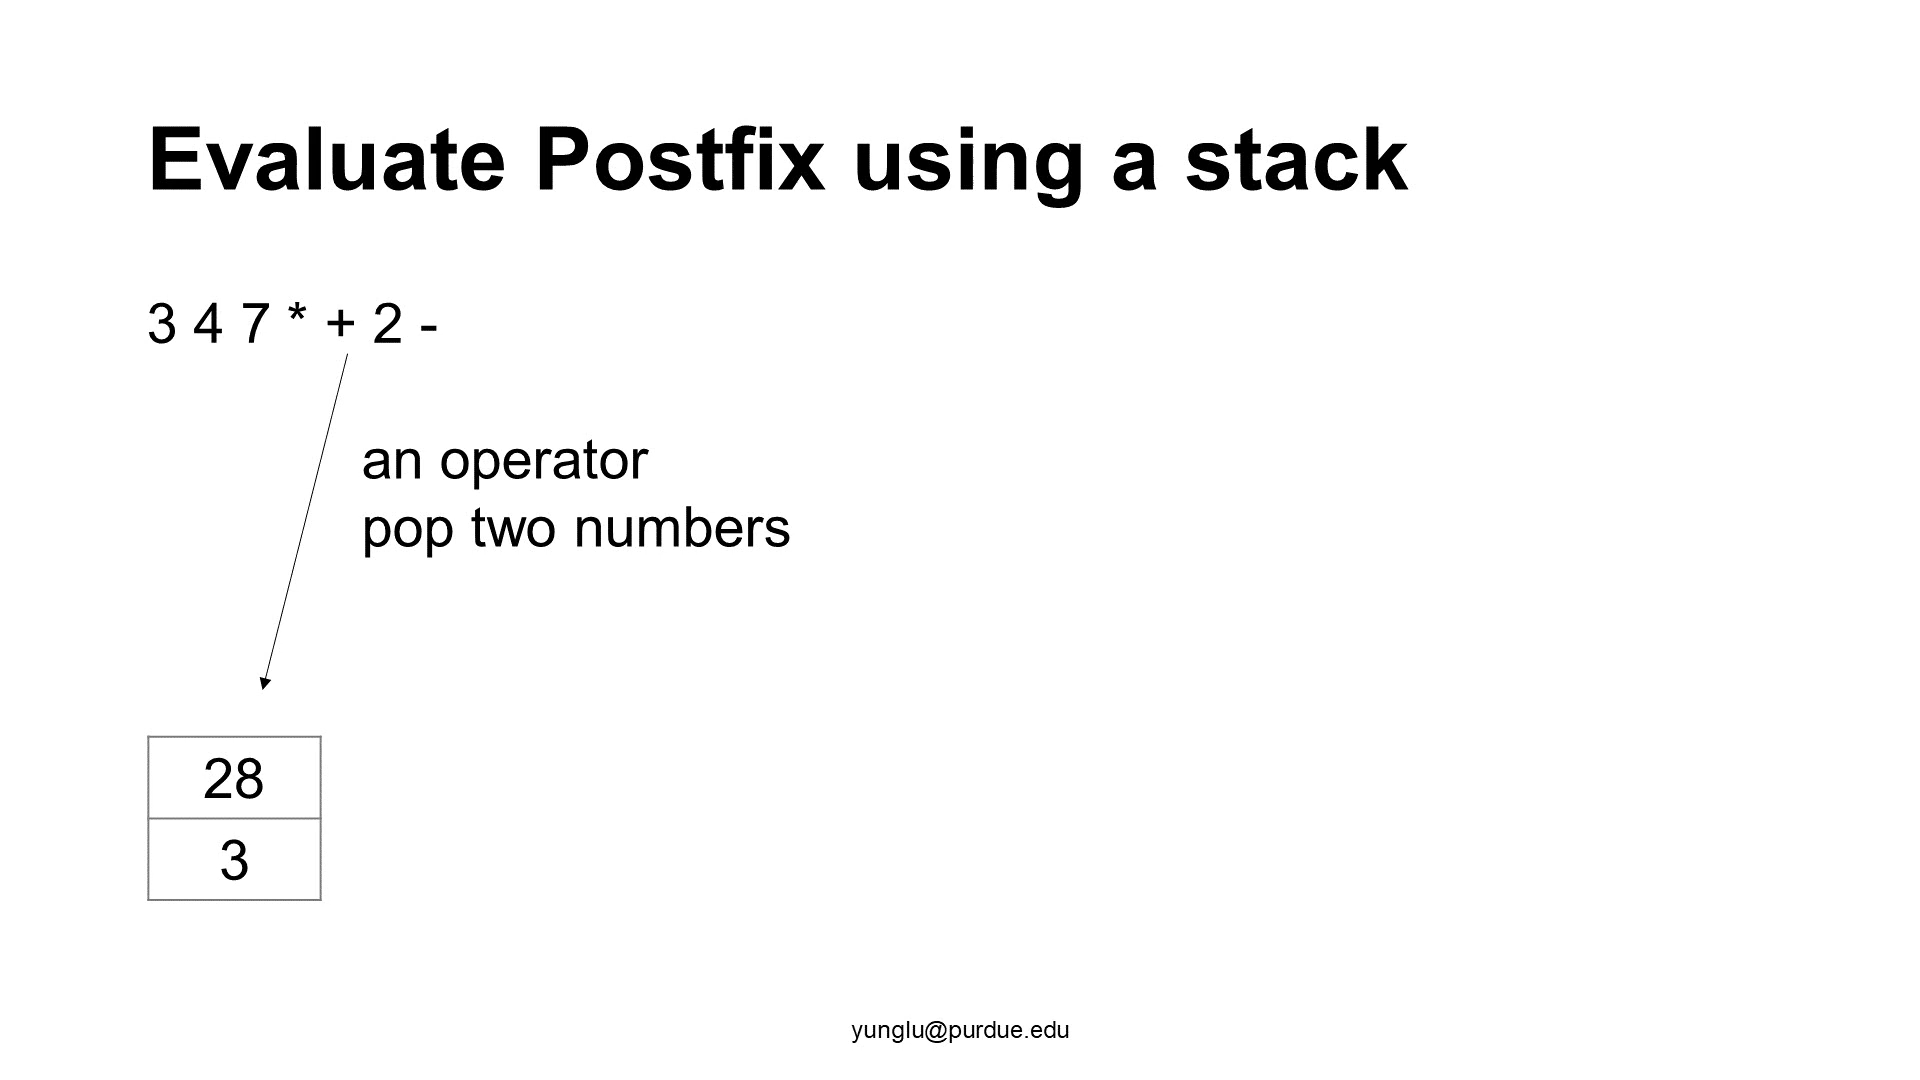 Evaluate Postfix using a stack
3 4 7 * + 2 -
an operator
pop two numbers
28
3
yunglu@purdue.edu